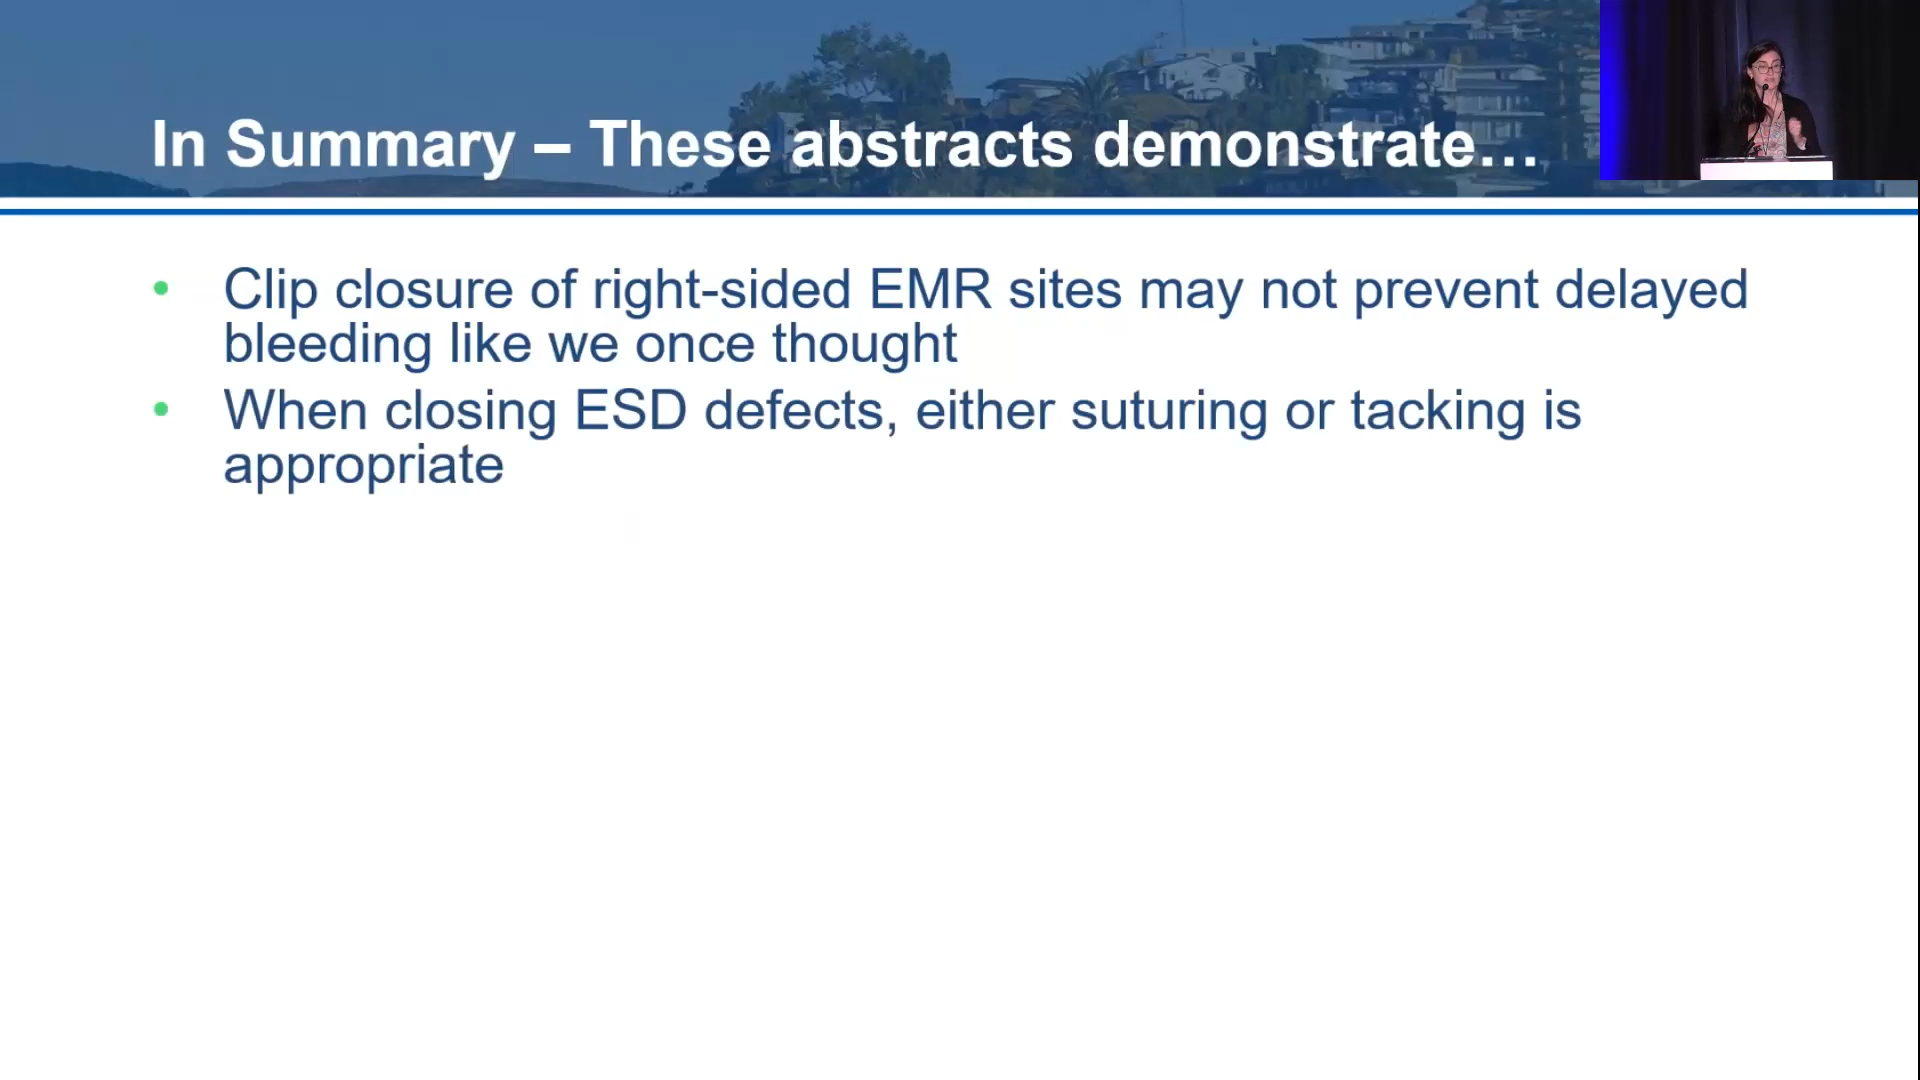 In Summary – These abstracts demonstrate…
• Clip closure of right-sided EMR sites may not prevent delayed
bleeding like we once thought
• When closing ESD defects, either suturing or tacking is
appropriate